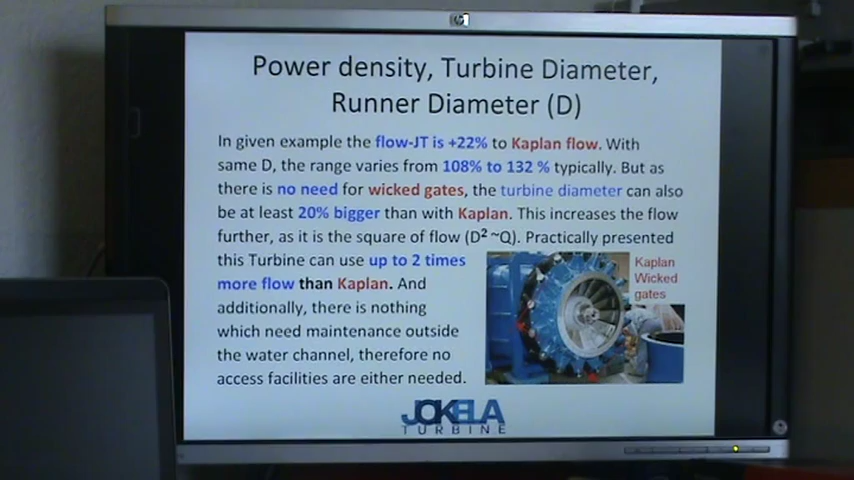 hp
Power density, Turbine Diameter,
Runner Diameter (D)
In given example the flow-JT is +22% to Kaplan flow. With
same D, the range varies from 108% to 132 % typically. But as
there is no need for wicked gates, the turbine diameter can also
be at least 20% bigger than with Kaplan. This increases the flow
further, as it is the square of flow (D² ~Q). Practically presented
this Turbine can use up to 2 times
more flow than Kaplan. And
additionally, there is nothing
which need maintenance outside
the water channel, therefore no
access facilities are either needed.
Kaplan
Wicked
gates
JOKELA
TURBINE